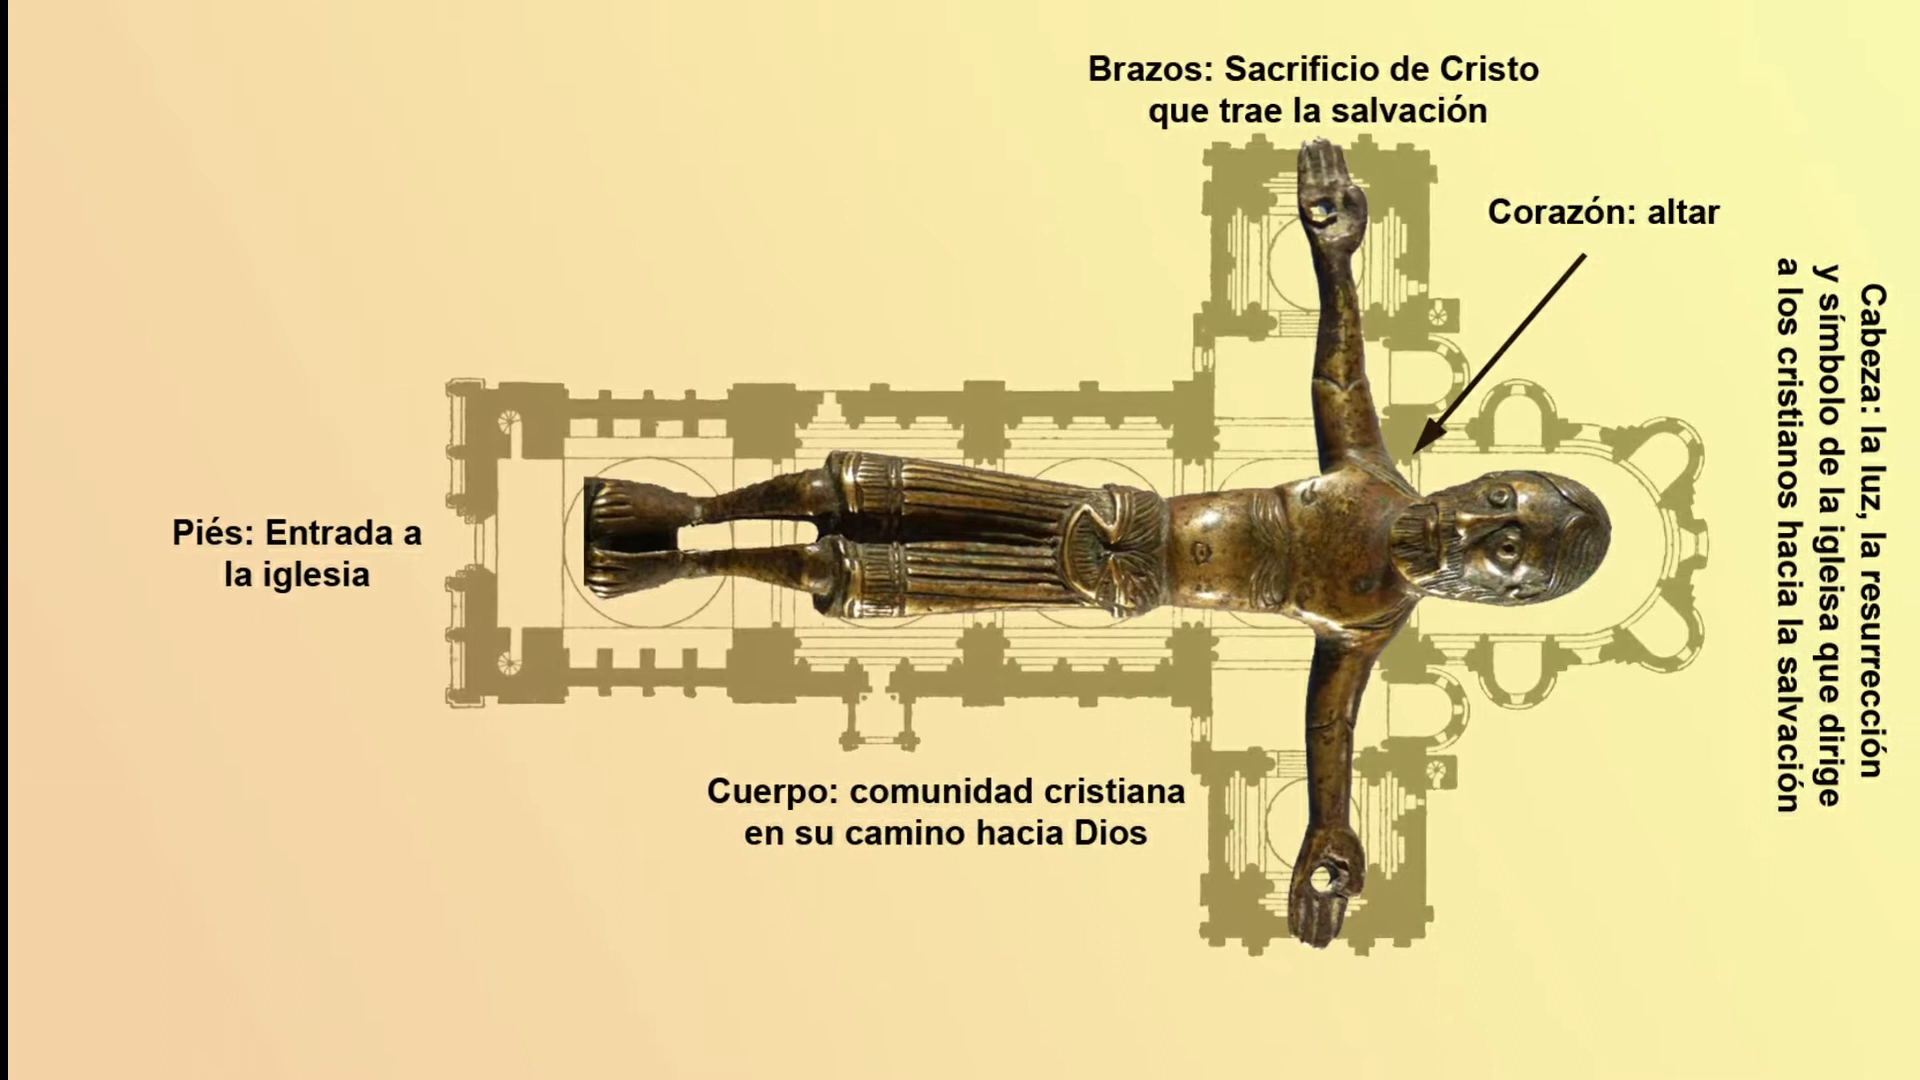 Brazos: Sacrificio de Cristo
que trae la salvación
Corazón: altar
Cabeza: la luz, la resurrección
y símbolo de la igleisa que dirige
a los cristianos hacia la salvación
Piés: Entrada a
la iglesia
Cuerpo: comunidad cristiana
en su camino hacia Dios